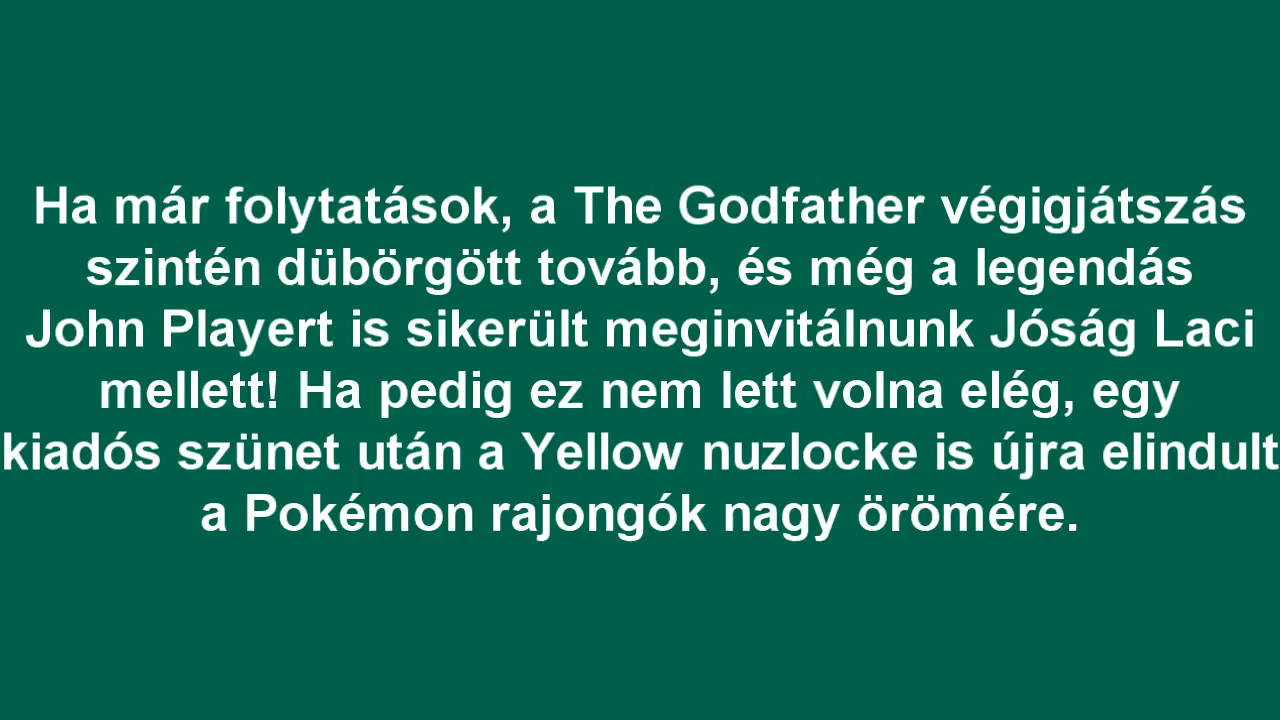 Ha már folytatások, a The Godfather végigjátszás
szintén dübörgött tovább, és még a legendás
John Playert is sikerült meginvitálnunk Jóság Laci
mellett! Ha pedig ez nem lett volna elég, egy
kiadós szünet után a Yellow nuzlocke is újra elindult
a Pokémon rajongók nagy örömére.